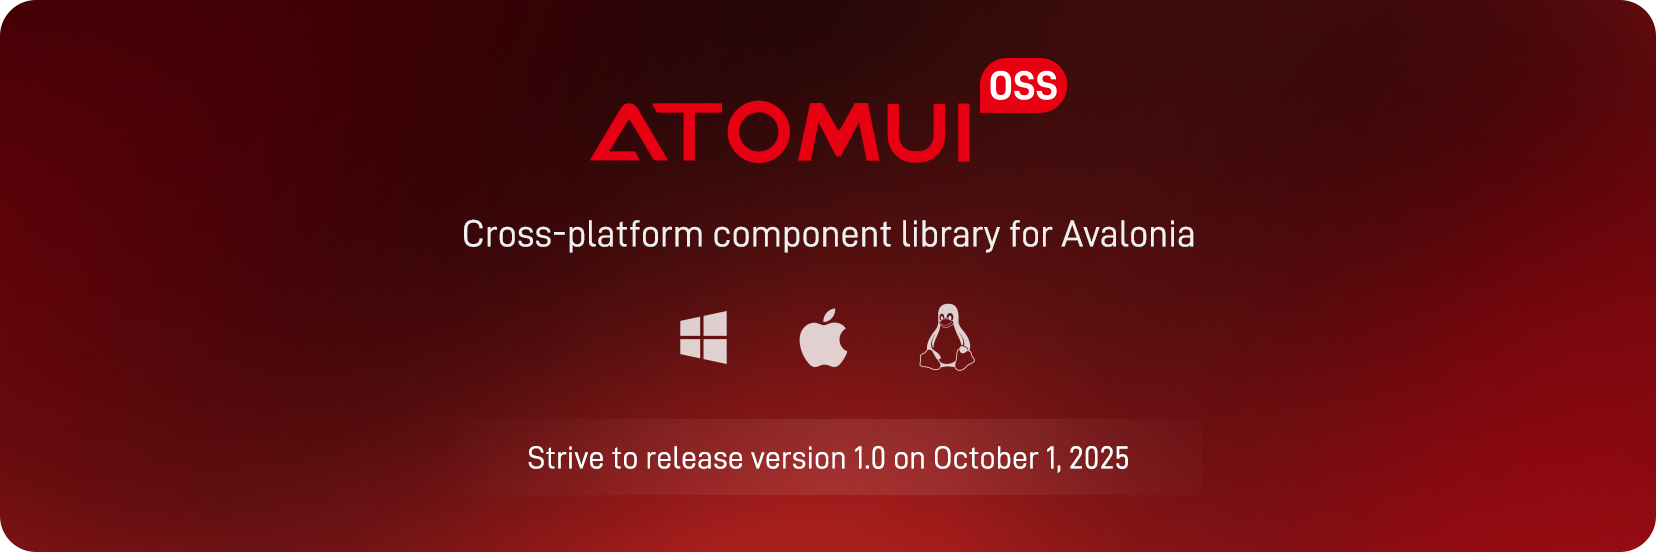 ATOMUI OSS
Cross-platform component library for Avalonia
Strive to release version 1.0 on October 1, 2025